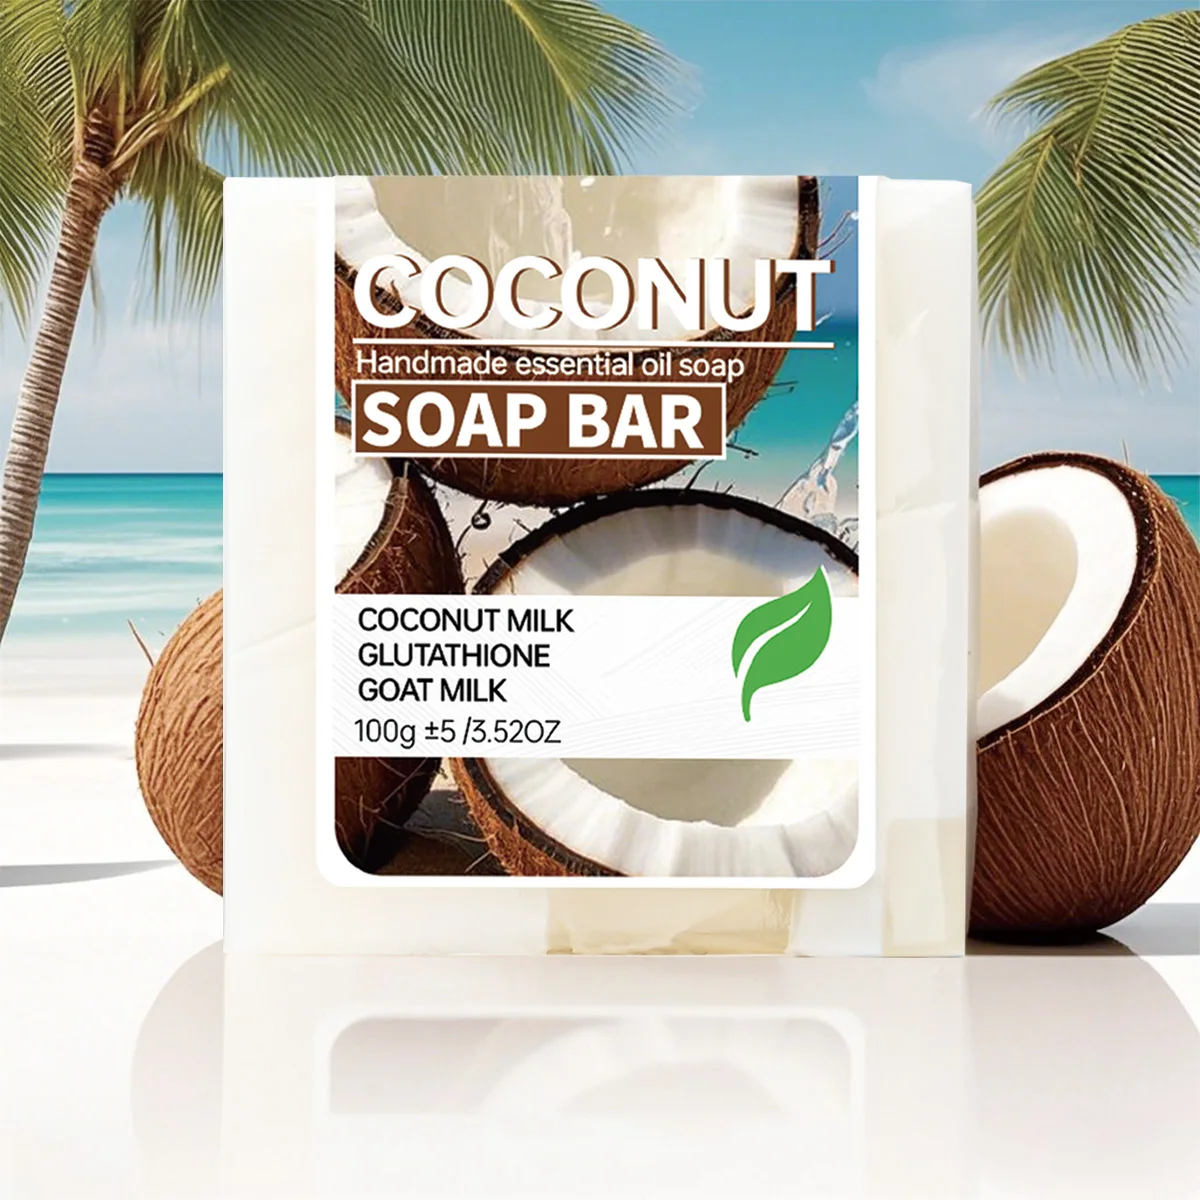 COCONUT
Handmade essential oil soap
SOAP BAR
COCONUT MILK
GLUTATHIONE
GOAT MILK
100g ±5 /3.52OZ